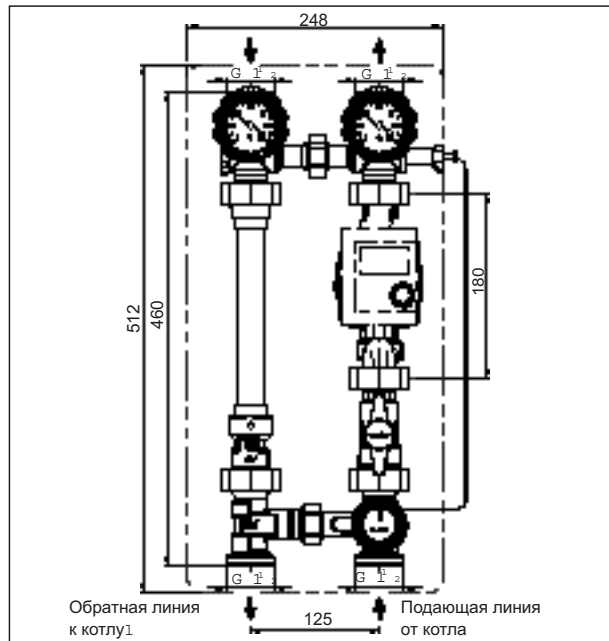 248
G 1½ G 1½
512
460
180
G 1½ G 1½
Обратная линия
к котлу1
125
Подающая линия
от котла